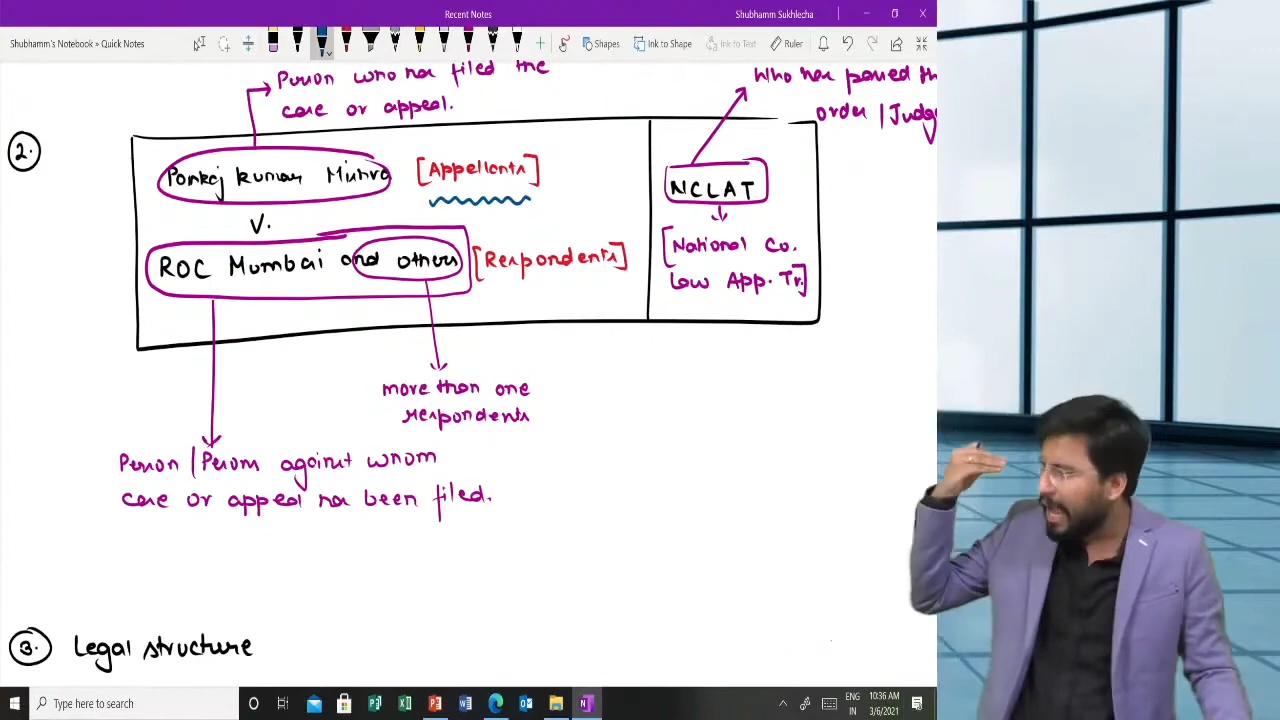 Recent Notes
Shubhamm Sukhlecha
Shubhamm's Notebook » Quick Notes
Shapes
Ink to Shape
Ink to Text
Ruler
Person who has filed the
case or appeal.
Who has passed th
order / Judge
2.
Pankaj Kumar Mishra [Appellants]
V.
ROC Mumbai and others [Respondents]
NCLAT
[National Co.
Law App. Tr.]
more than one
respondents
Person / Persons against whom
case or appeal has been filed.
3. Legal structure
Type here to search
ENG
IN
10:36 AM
3/6/2021